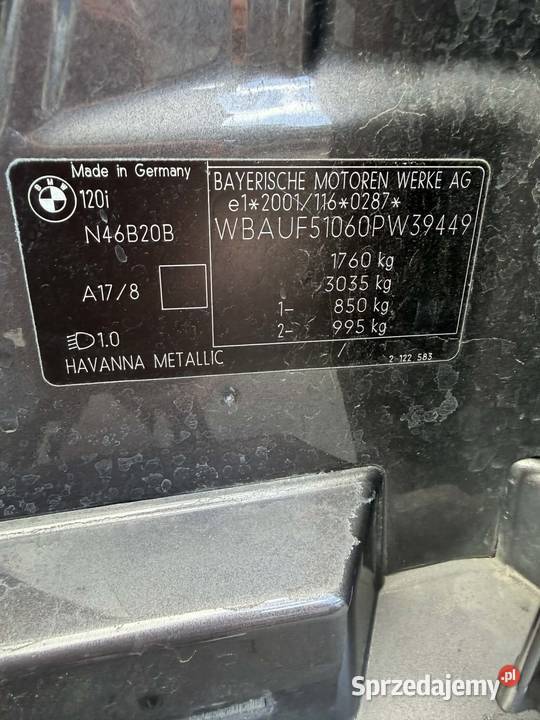 Made in Germany
BMW
120i
N46B20B
A17/8
1.0
HAVANNA METALLIC
BAYERISCHE MOTOREN WERKE AG
e1*2001/116*0287*
WBAUF51060PW39449
1760 kg
3035 kg
1- 850 kg
2- 995 kg
/
2 122 583
Sprzedajemy.pl